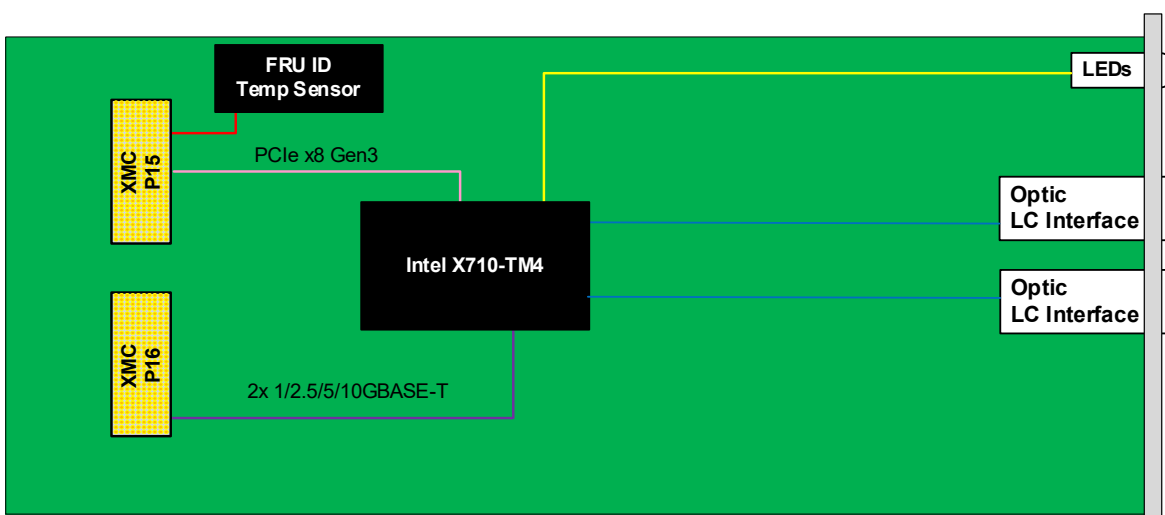 FRU ID
Temp Sensor
LEDs
XMC
P15
PCIe x8 Gen3
Optic
LC Interface
Intel X710-TM4
Optic
LC Interface
XMC
P16
2x 1/2.5/5/10GBASE-T